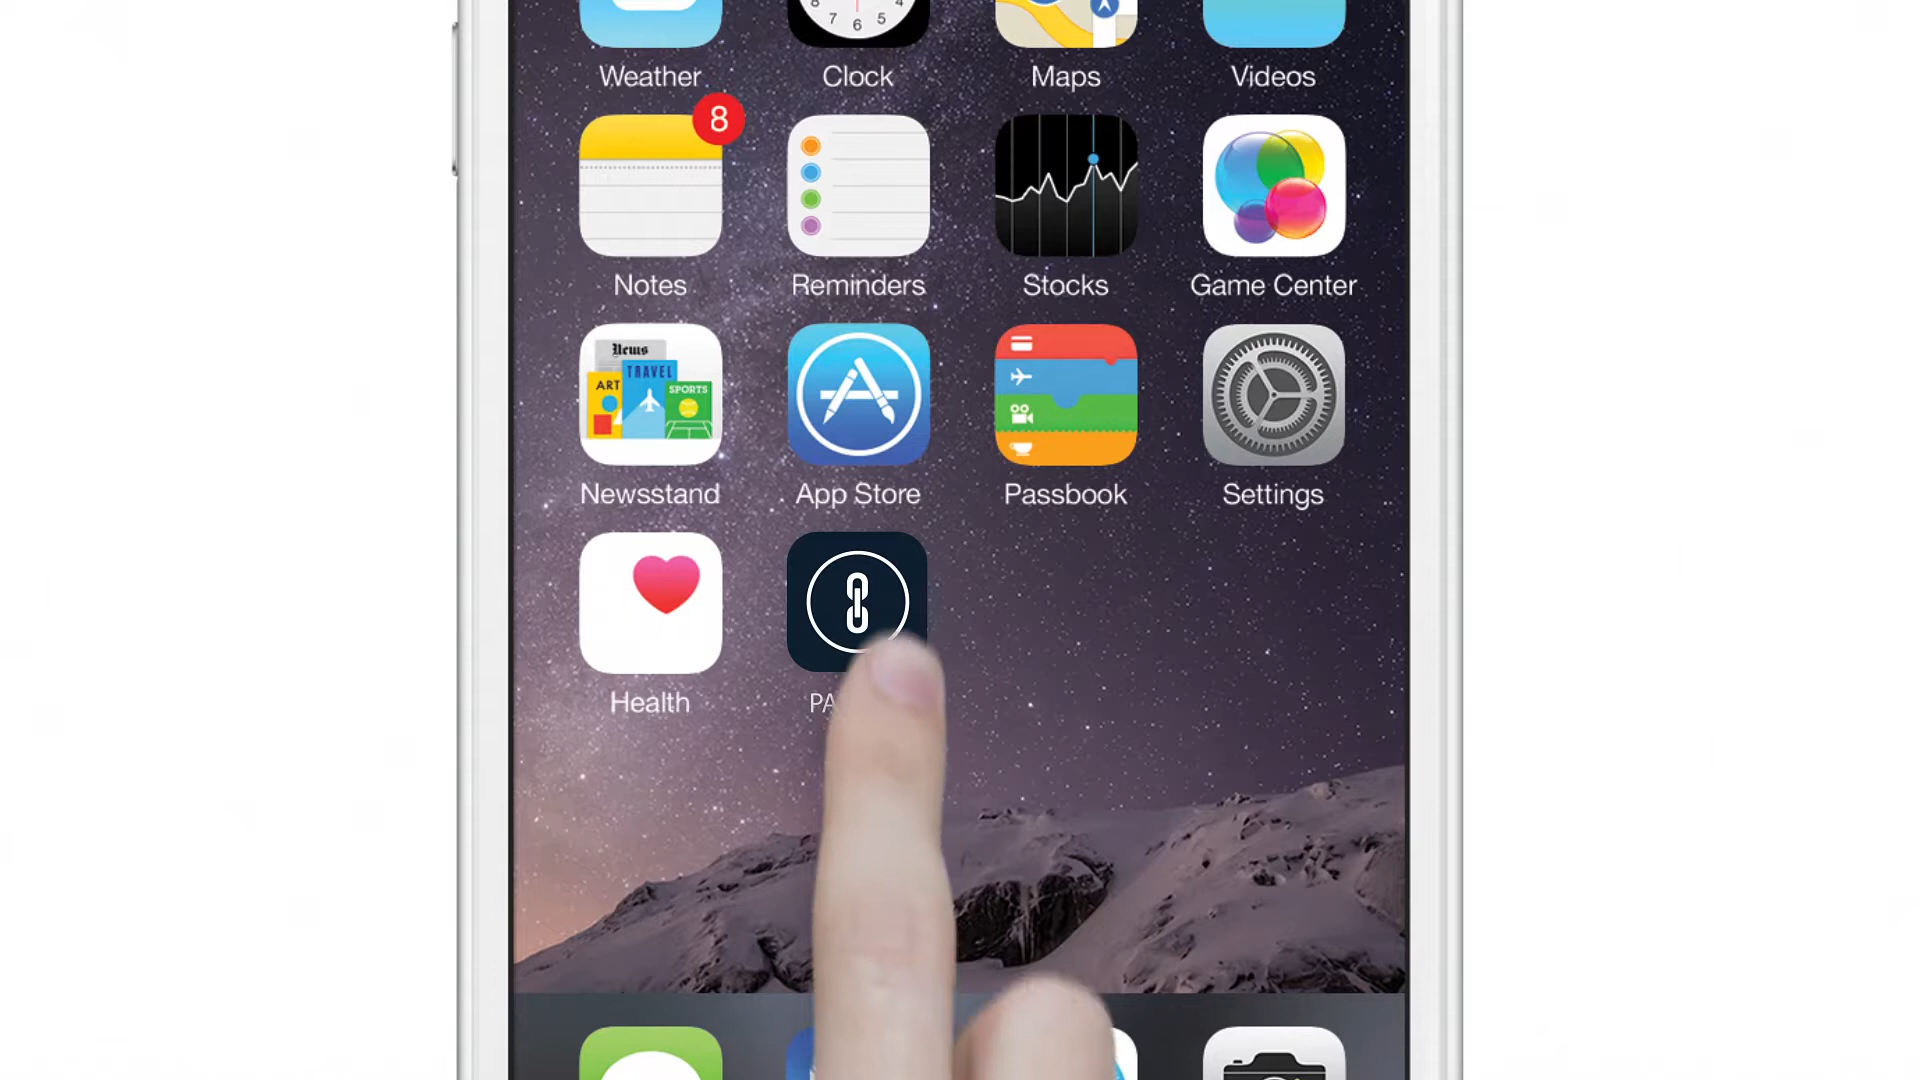 Weather Clock Maps Videos
8
Notes Reminders Stocks Game Center
News
TRAVEL
ART
SPORTS
Newsstand App Store Passbook Settings
Health